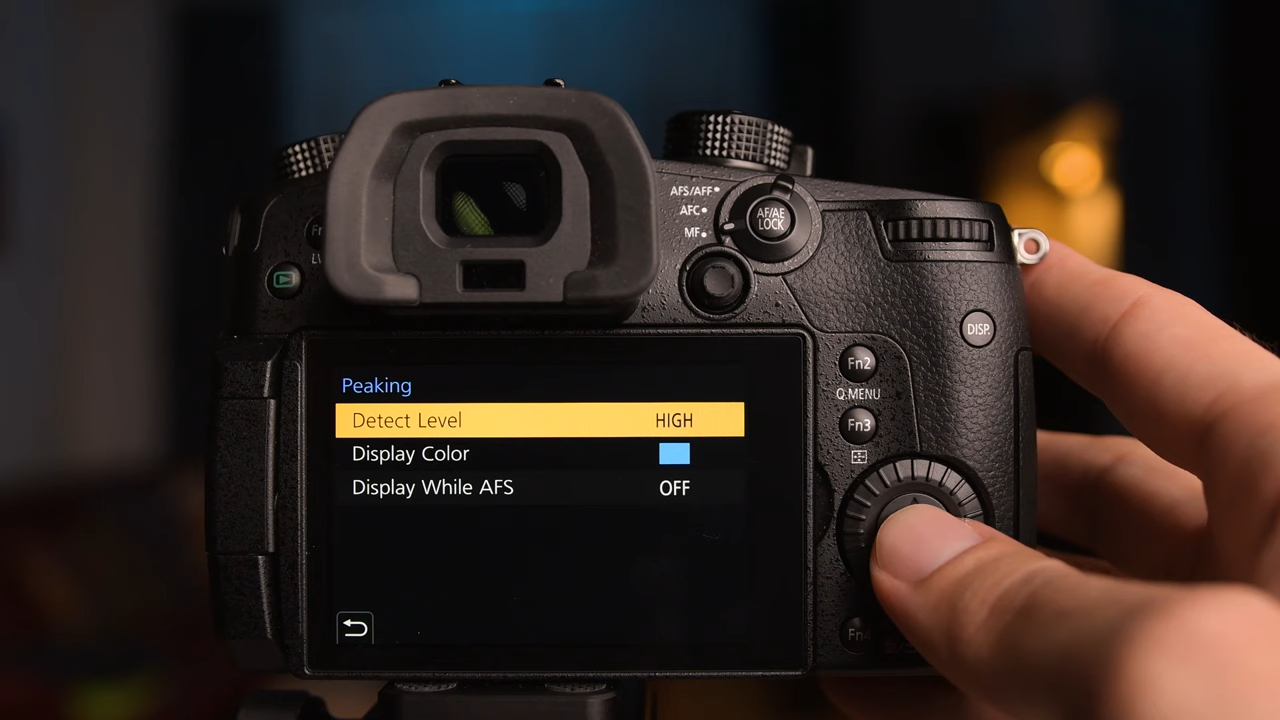 AFS/AFF
AFC
MF
AF/AE
LOCK
DISP.
Fn2
Q.MENU
Fn3
Peaking
Detect Level HIGH
Display Color
Display While AFS OFF